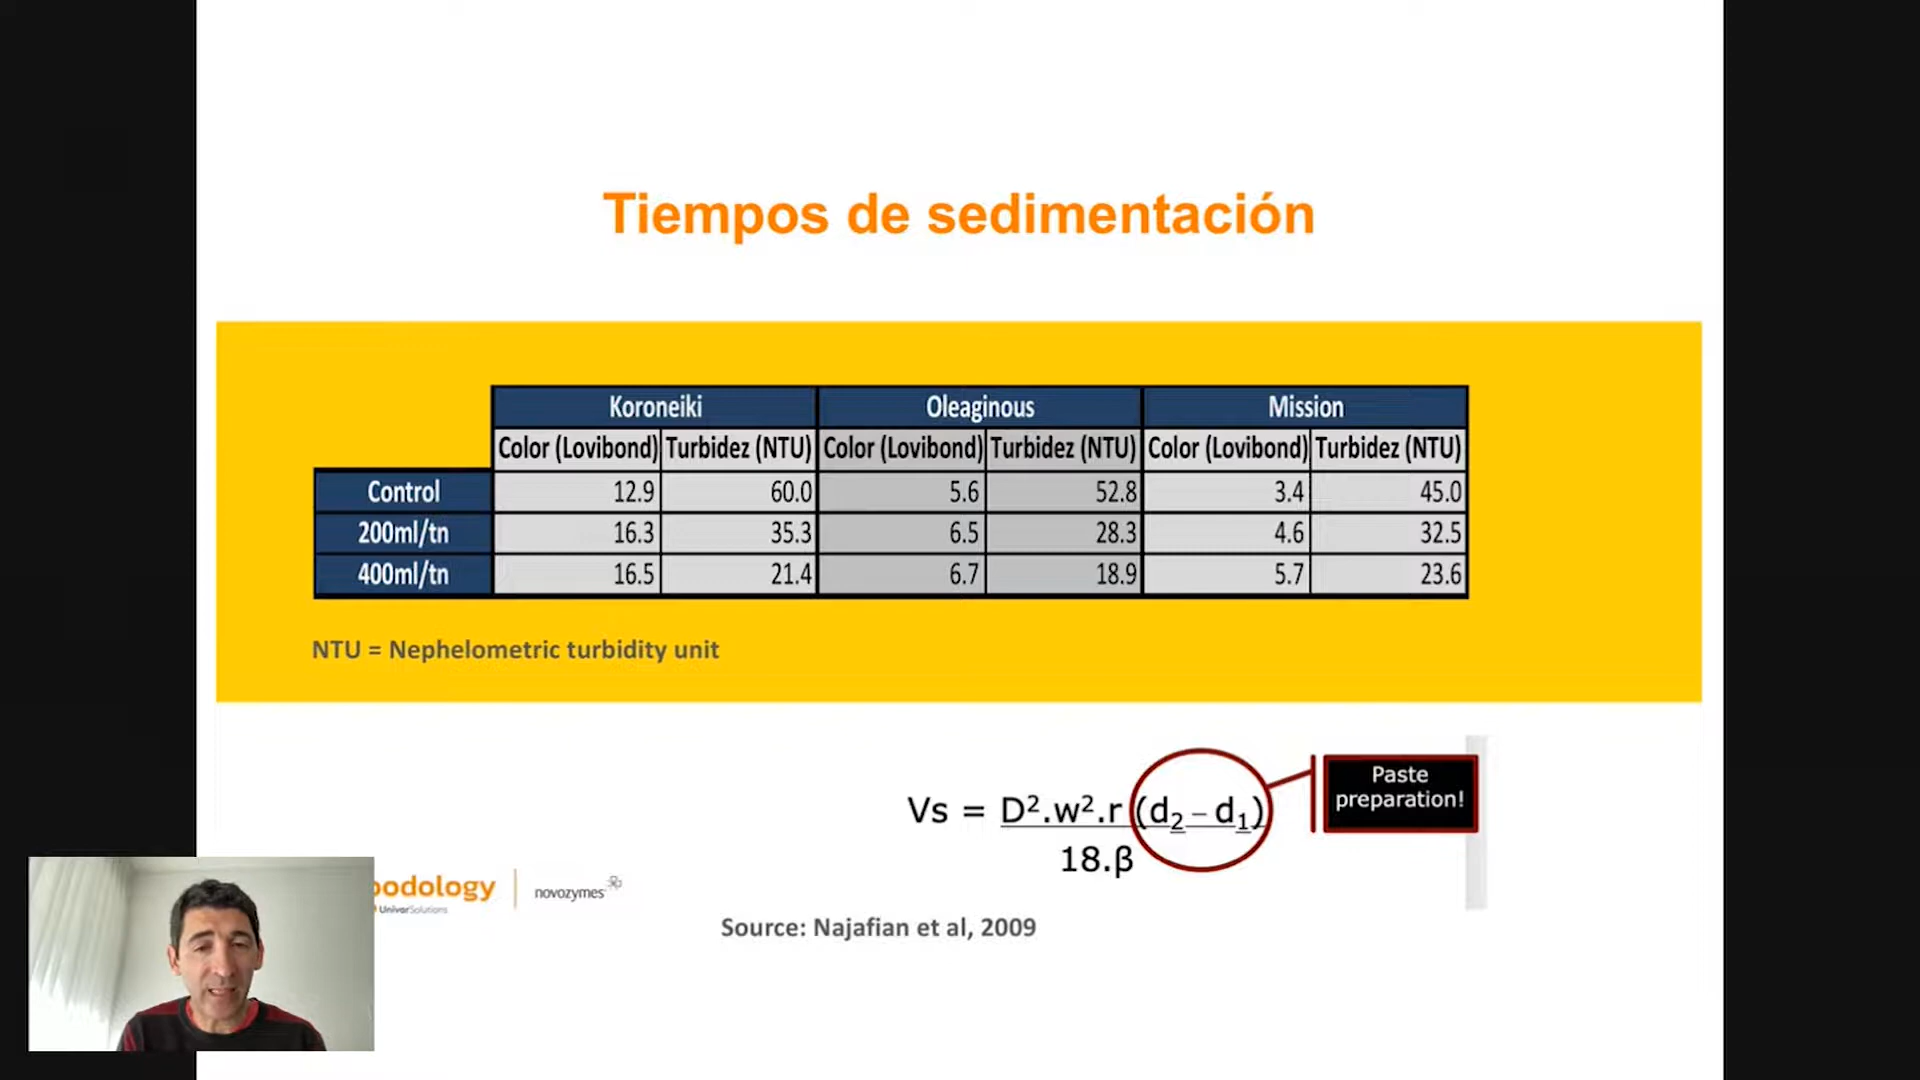 Tiempos de sedimentación
Koroneiki Oleaginous Mission
Color (Lovibond) Turbidez (NTU) Color (Lovibond) Turbidez (NTU) Color (Lovibond) Turbidez (NTU)
Control 12.9 60.0 5.6 52.8 3.4 45.0
200ml/tn 16.3 35.3 6.5 28.3 4.6 32.5
400ml/tn 16.5 21.4 6.7 18.9 5.7 23.6
NTU = Nephelometric turbidity unit
Paste
preparation!
Vs = D².w².r (d₂ – d₁)
18.β
oodology
UnivarSolutions
novozymes
Source: Najafian et al, 2009